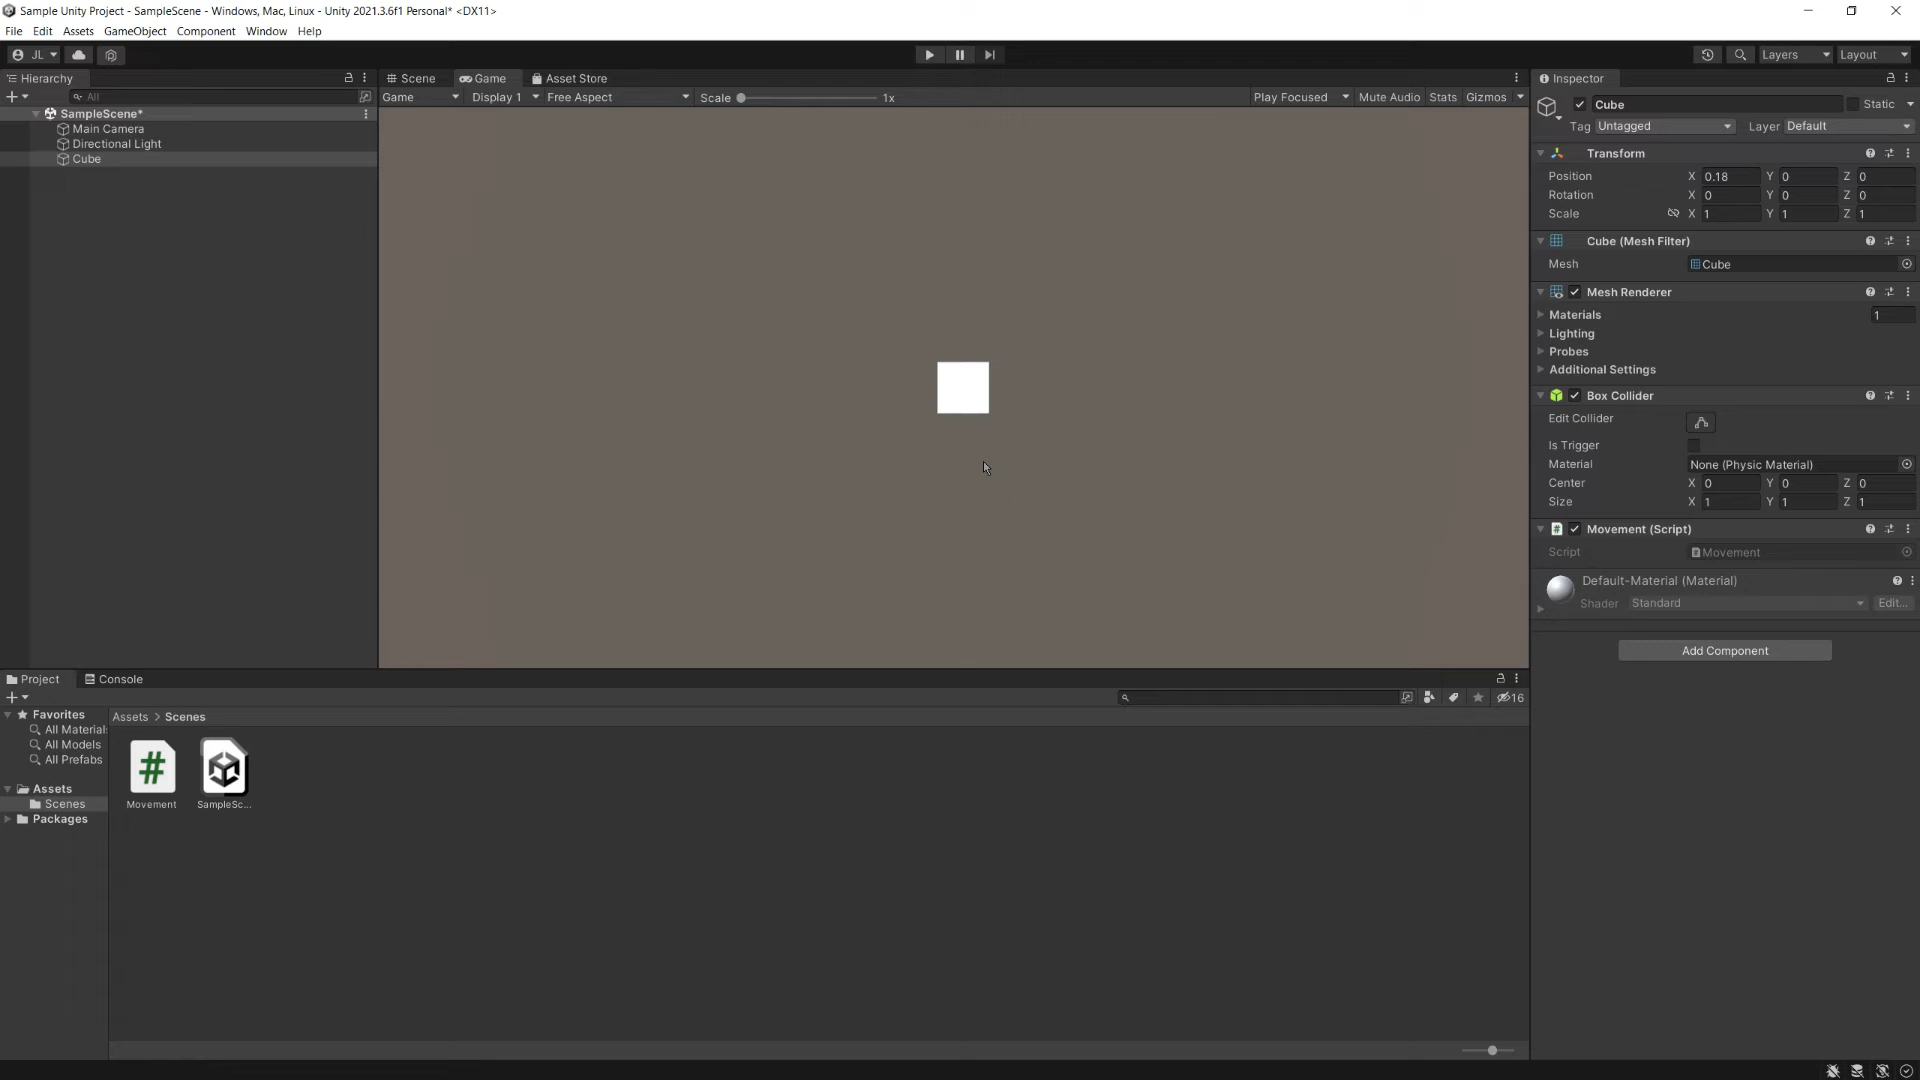 Sample Unity Project - SampleScene - Windows, Mac, Linux - Unity 2021.3.6f1 Personal* <DX11>
File Edit Assets GameObject Component Window Help
JL Layers Layout
Hierarchy
All
SampleScene*
Main Camera
Directional Light
Cube
Scene Game Asset Store
Game Display 1 Free Aspect Scale 1x Play Focused Mute Audio Stats Gizmos
Inspector
Cube Static
Tag Untagged Layer Default
Transform
Position X 0.18 Y 0 Z 0
Rotation X 0 Y 0 Z 0
Scale X 1 Y 1 Z 1
Cube (Mesh Filter)
Mesh Cube
Mesh Renderer
Materials 1
Lighting
Probes
Additional Settings
Box Collider
Edit Collider
Is Trigger
Material None (Physic Material)
Center X 0 Y 0 Z 0
Size X 1 Y 1 Z 1
# Movement (Script)
Script Movement
Default-Material (Material)
Shader Standard Edit...
Add Component
Project Console
16
Favorites
All Material
All Models
All Prefabs
Assets
Scenes
Packages
Assets > Scenes
#
Movement SampleSc...